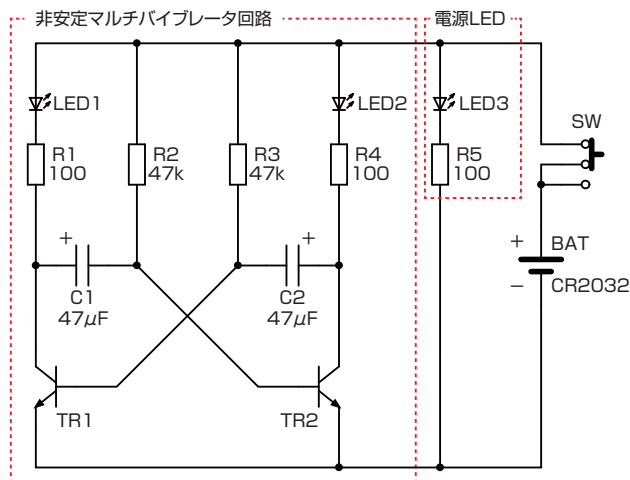 非安定マルチバイブレータ回路
電源LED
LED1
LED2
LED3
SW
R1
100
R2
47k
R3
47k
R4
100
R5
100
+
+
C1
47μF
C2
47μF
+
BAT
−
CR2032
TR1
TR2